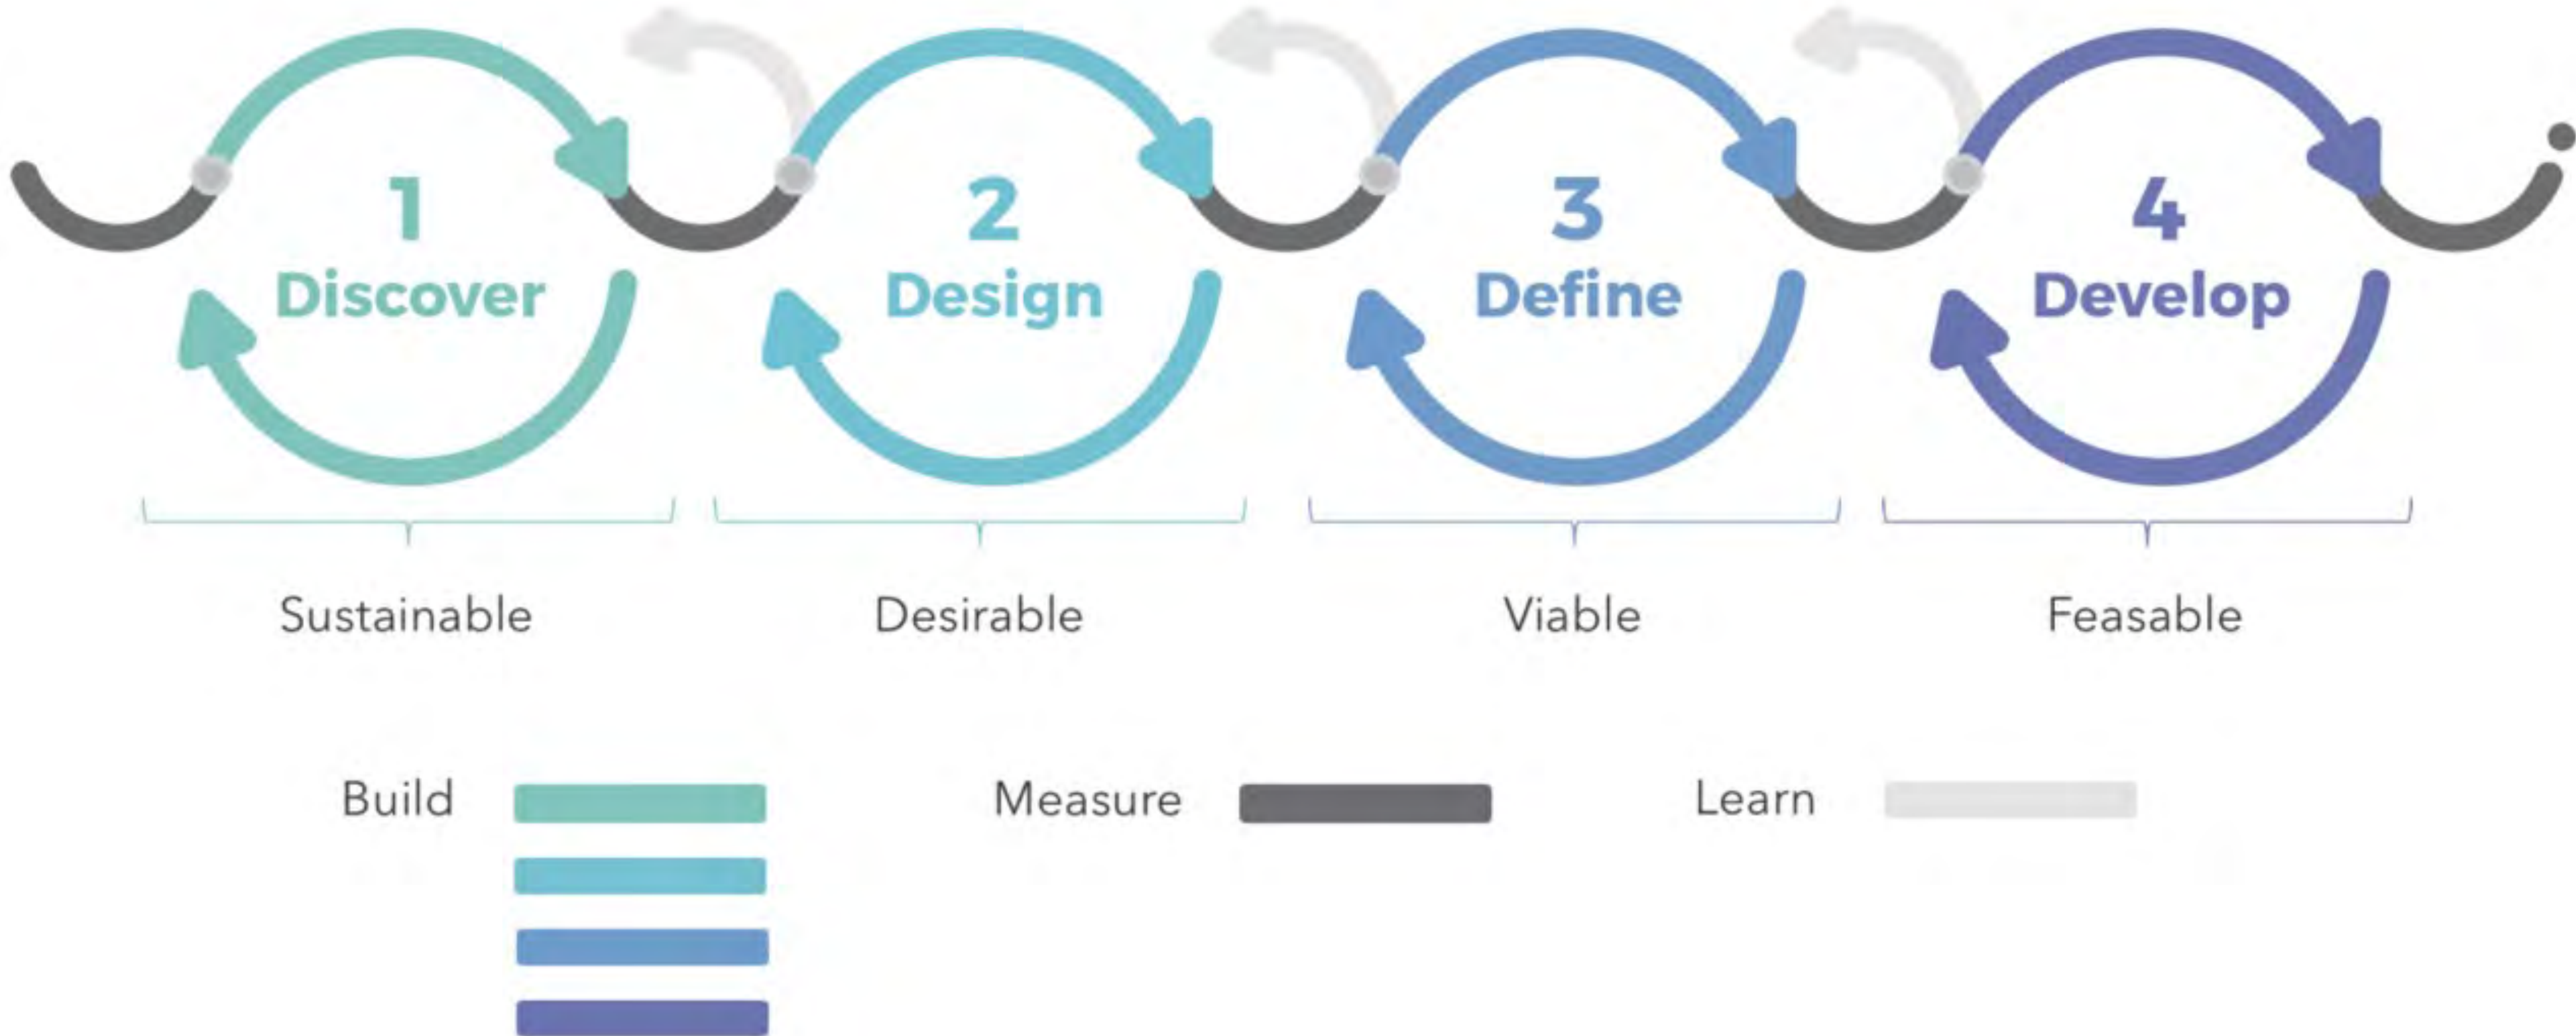 1
Discover
2
Design
3
Define
4
Develop
Sustainable
Desirable
Viable
Feasable
Build
Measure
Learn